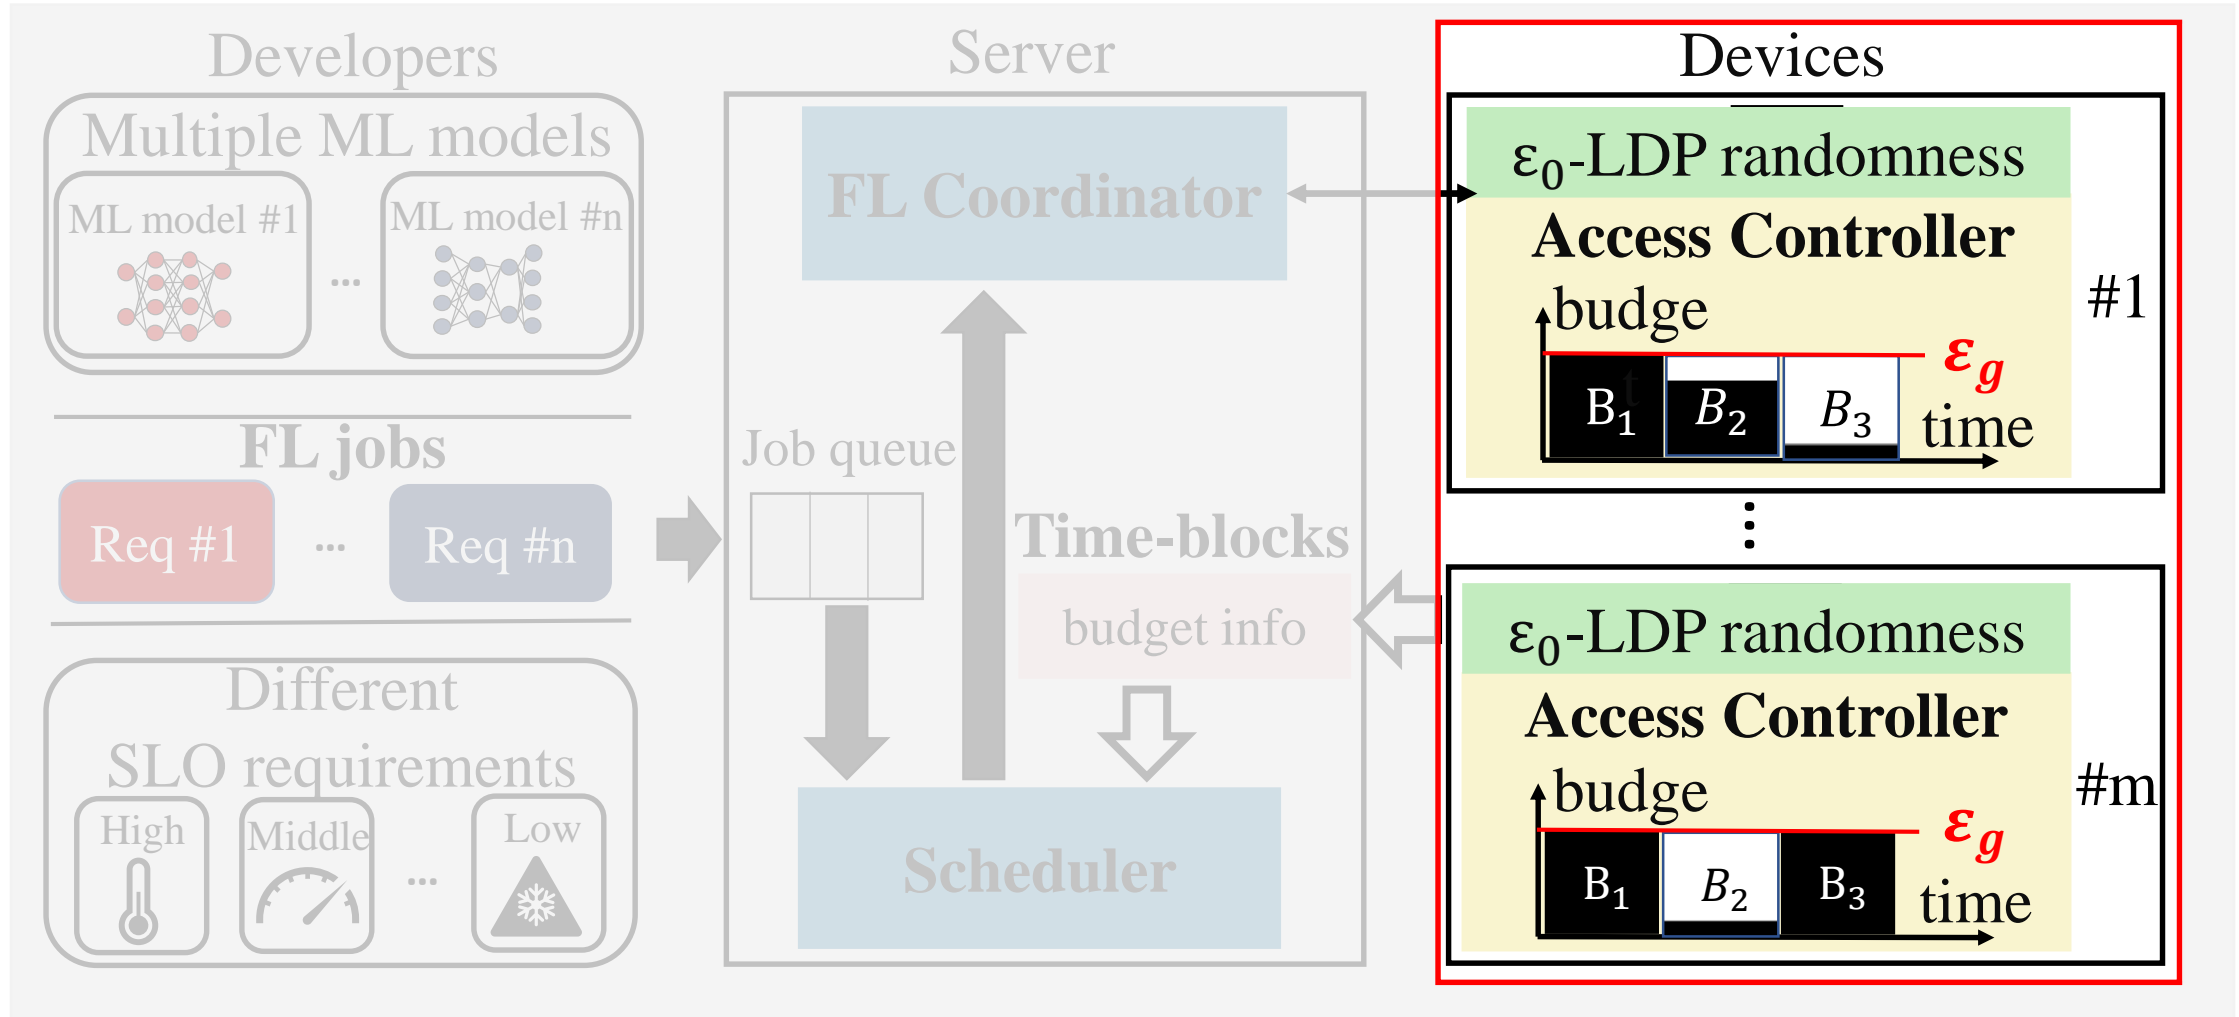 Developers
Multiple ML models
ML model #1
...
ML model #n
FL jobs
Req #1
...
Req #n
Different
SLO requirements
High
Middle
...
Low
Server
FL Coordinator
Job queue
Time-blocks
budget info
Scheduler
Devices
ε₀-LDP randomness
Access Controller
budge
t
ε_g
B₁
B₂
B₃
time
#1
⋮
ε₀-LDP randomness
Access Controller
budge
ε_g
B₁
B₂
B₃
time
#m